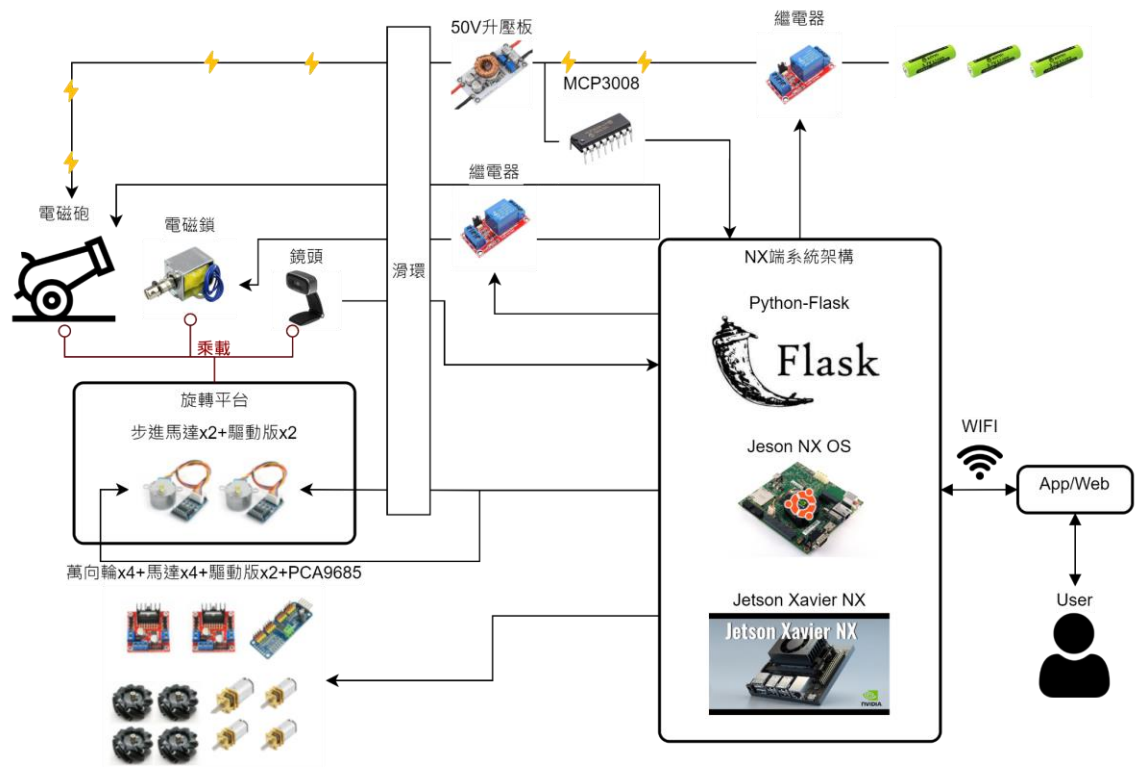 繼電器
50V升壓板
MCP3008
繼電器
電磁砲
電磁鎖
鏡頭
滑環
NX端系統架構
Python-Flask
Flask
乘載
旋轉平台
步進馬達x2+驅動版x2
Jeson NX OS
WIFI
App/Web
萬向輪x4+馬達x4+驅動版x2+PCA9685
Jetson Xavier NX
Jetson Xavier NX
NVIDIA
User